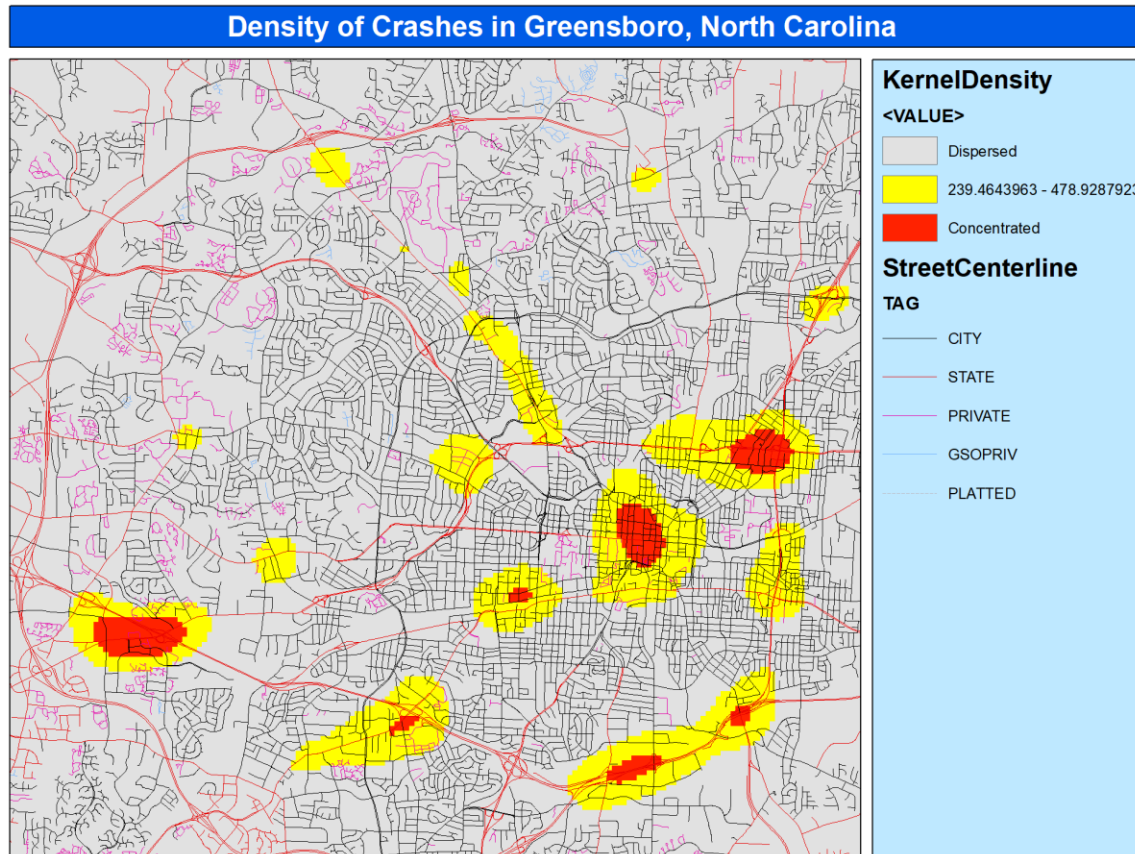 Density of Crashes in Greensboro, North Carolina
KernelDensity
<VALUE>
Dispersed
239.4643963 - 478.9287923
Concentrated
StreetCenterline
TAG
CITY
STATE
PRIVATE
GSOPRIV
PLATTED